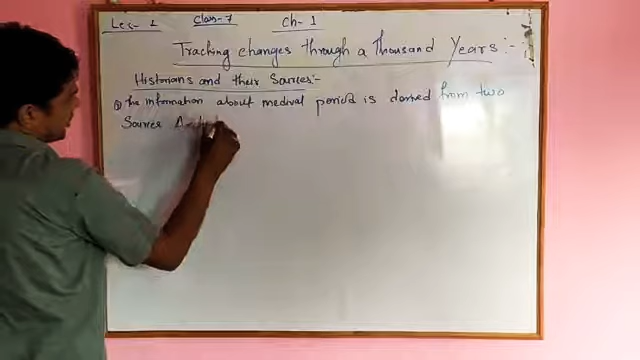 Les- 1 Class-7 Ch- 1
Tracking changes through a Thousand Years:-
Historians and their Sources:-
The information about medival period is derived from two
Sources